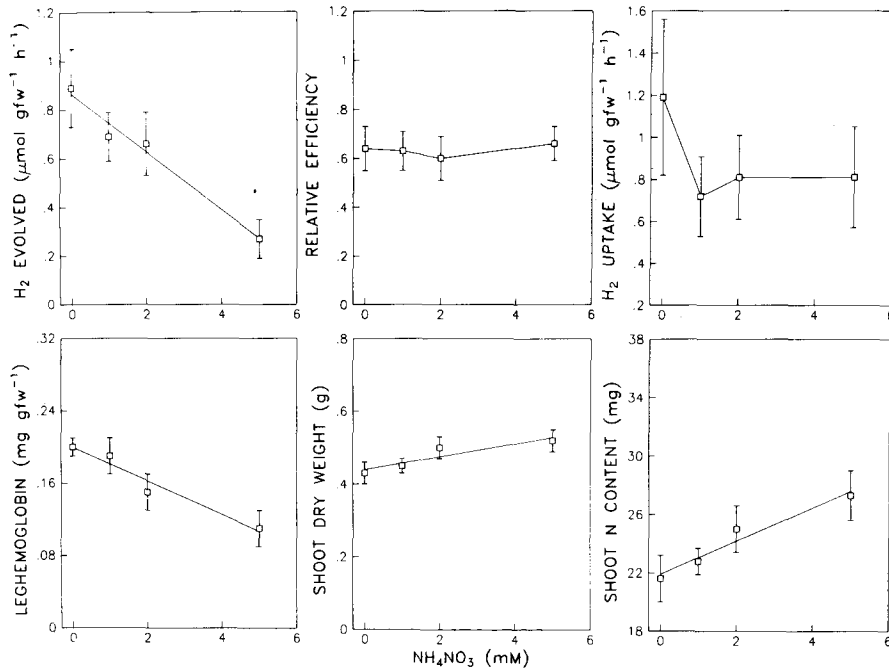 H₂ EVOLVED (μmol gfw⁻¹ h⁻¹)
1.2
1
.8
.6
.4
.2
0
0 2 4 6
RELATIVE EFFICIENCY
1.2
1
.8
.6
.4
.2
0
0 2 4 6
H₂ UPTAKE (μmol gfw⁻¹ h⁻¹)
1.6
1.4
1.2
1
.8
.6
.4
.2
0 2 4 6
LEGHEMOGLOBIN (mg gfw⁻¹)
.32
.24
.16
.08
0
0 2 4 6
SHOOT DRY WEIGHT (g)
.8
.6
.4
.2
0
0 2 4 6
SHOOT N CONTENT (mg)
38
34
30
26
22
18
0 2 4 6
NH₄NO₃ (mM)